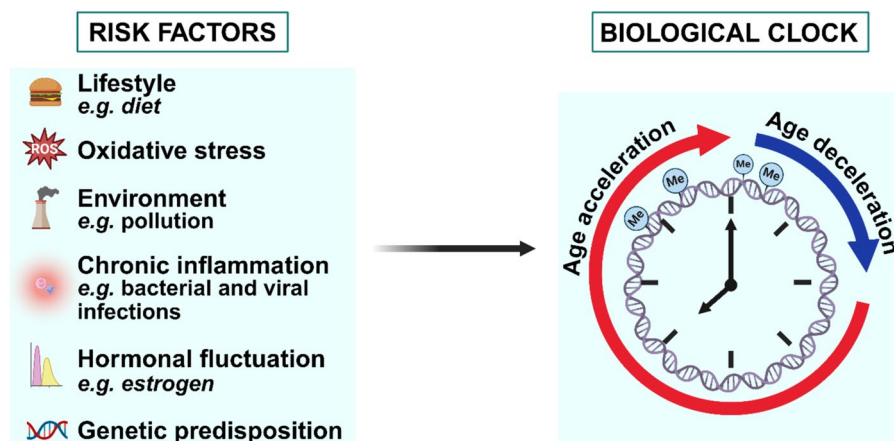 RISK FACTORS
Lifestyle
e.g. diet
ROS
Oxidative stress
Environment
e.g. pollution
Chronic inflammation
e.g. bacterial and viral
infections
Hormonal fluctuation
e.g. estrogen
Genetic predisposition
BIOLOGICAL CLOCK
Age acceleration
Age deceleration
Me
Me
Me
Me